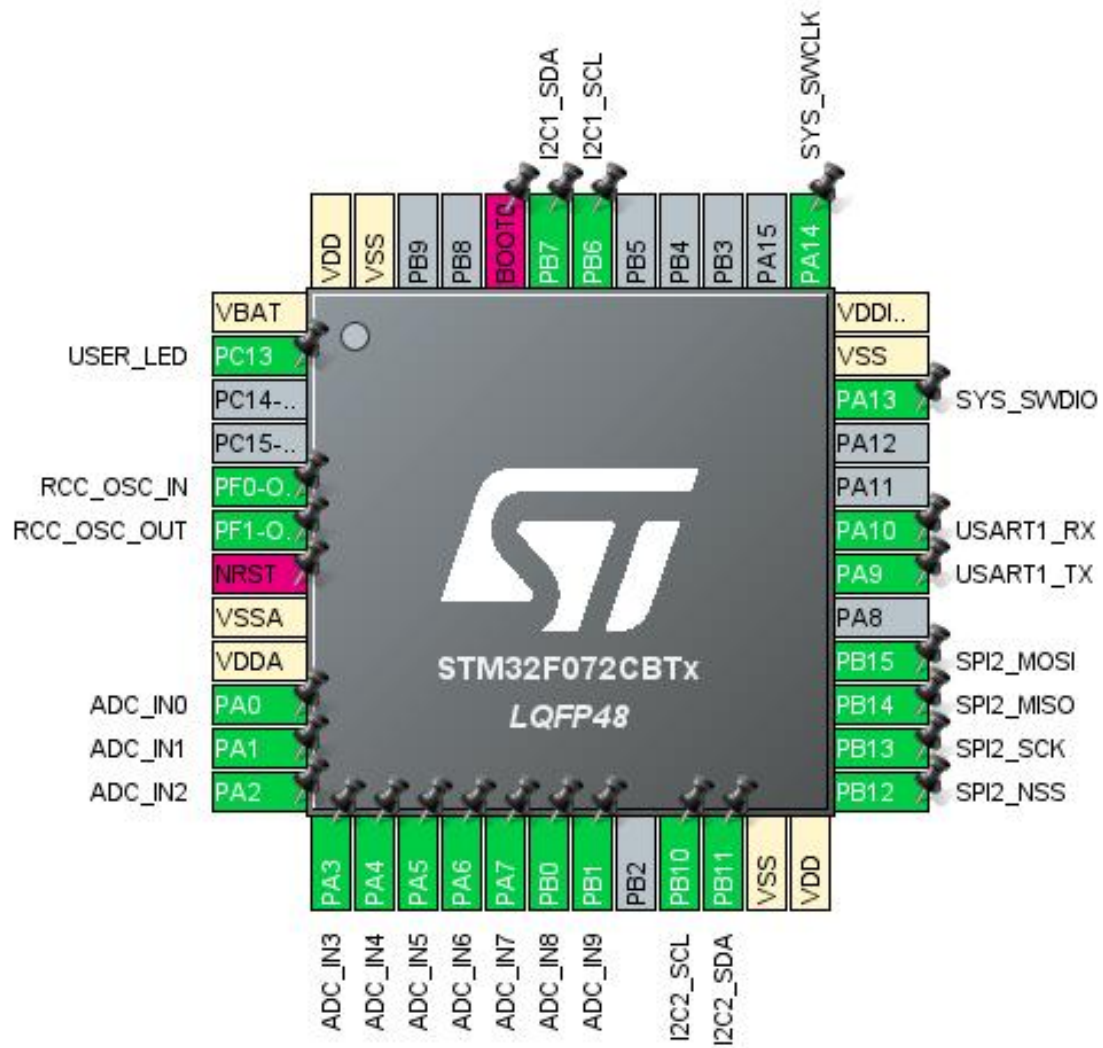 I2C1_SDA
I2C1_SCL
SYS_SWCLK
VDD
VSS
PB9
PB8
BOOT0
PB7
PB6
PB5
PB4
PB3
PA15
PA14
VBAT
USER_LED PC13
PC14-..
PC15-..
RCC_OSC_IN PF0-O..
RCC_OSC_OUT PF1-O..
NRST
VSSA
VDDA
ADC_IN0 PA0
ADC_IN1 PA1
ADC_IN2 PA2
ST
STM32F072CBTx
LQFP48
VDDI..
VSS
PA13 SYS_SWDIO
PA12
PA11
PA10 USART1_RX
PA9 USART1_TX
PA8
PB15 SPI2_MOSI
PB14 SPI2_MISO
PB13 SPI2_SCK
PB12 SPI2_NSS
PA3
PA4
PA5
PA6
PA7
PB0
PB1
PB2
PB10
PB11
VSS
VDD
ADC_IN3
ADC_IN4
ADC_IN5
ADC_IN6
ADC_IN7
ADC_IN8
ADC_IN9
I2C2_SCL
I2C2_SDA